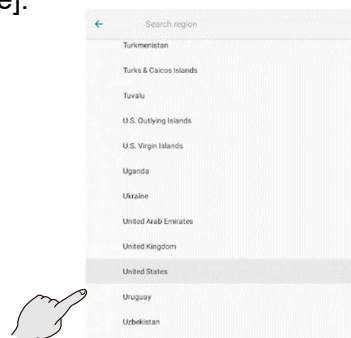 e].
Search region
Turkmenistan
Turks & Caicos Islands
Tuvalu
U.S. Outlying Islands
U.S. Virgin Islands
Uganda
Ukraine
United Arab Emirates
United Kingdom
United States
Uruguay
Uzbekistan